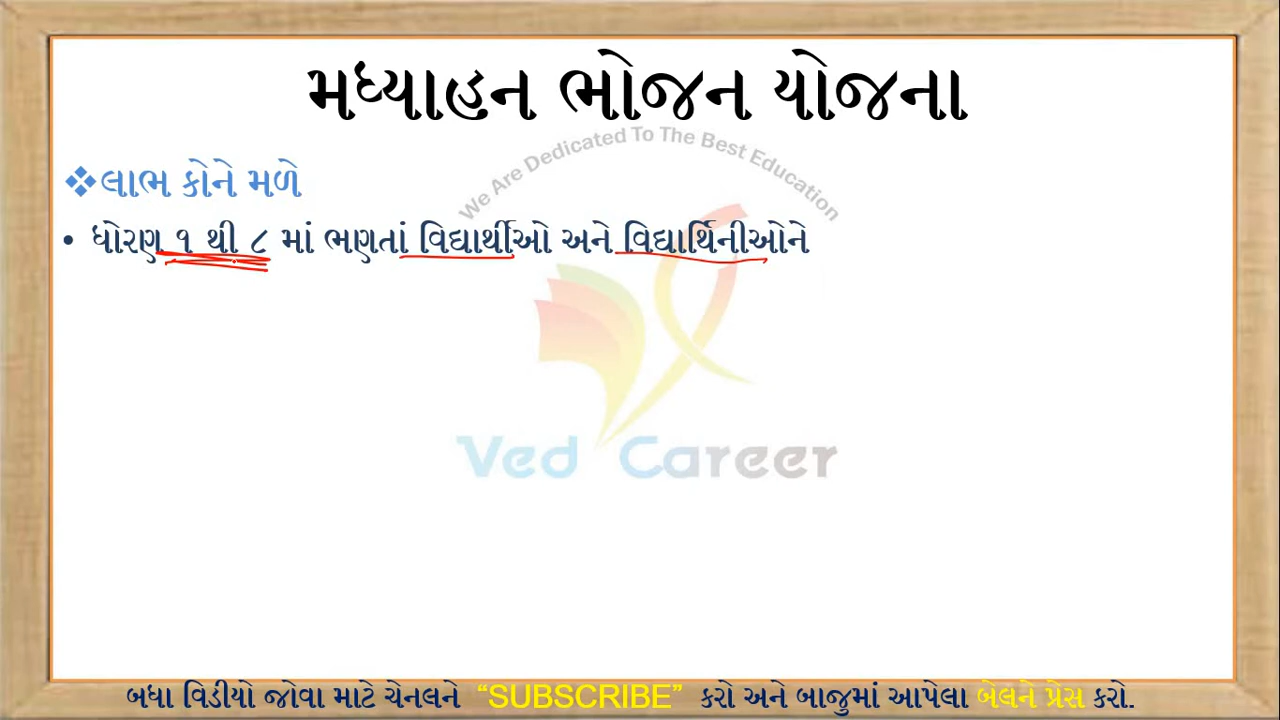 મધ્યાહન ભોજન યોજના
We Are Dedicated To The Best Education
❖લાભ કોને મળે
• ધોરણ ૧ થી ૮ માં ભણતાં વિદ્યાર્થીઓ અને વિદ્યાર્થિનીઓને
Ved Career
બધા વિડીયો જોવા માટે ચેનલને “SUBSCRIBE” કરો અને બાજુમાં આપેલા બેલને પ્રેસ કરો.